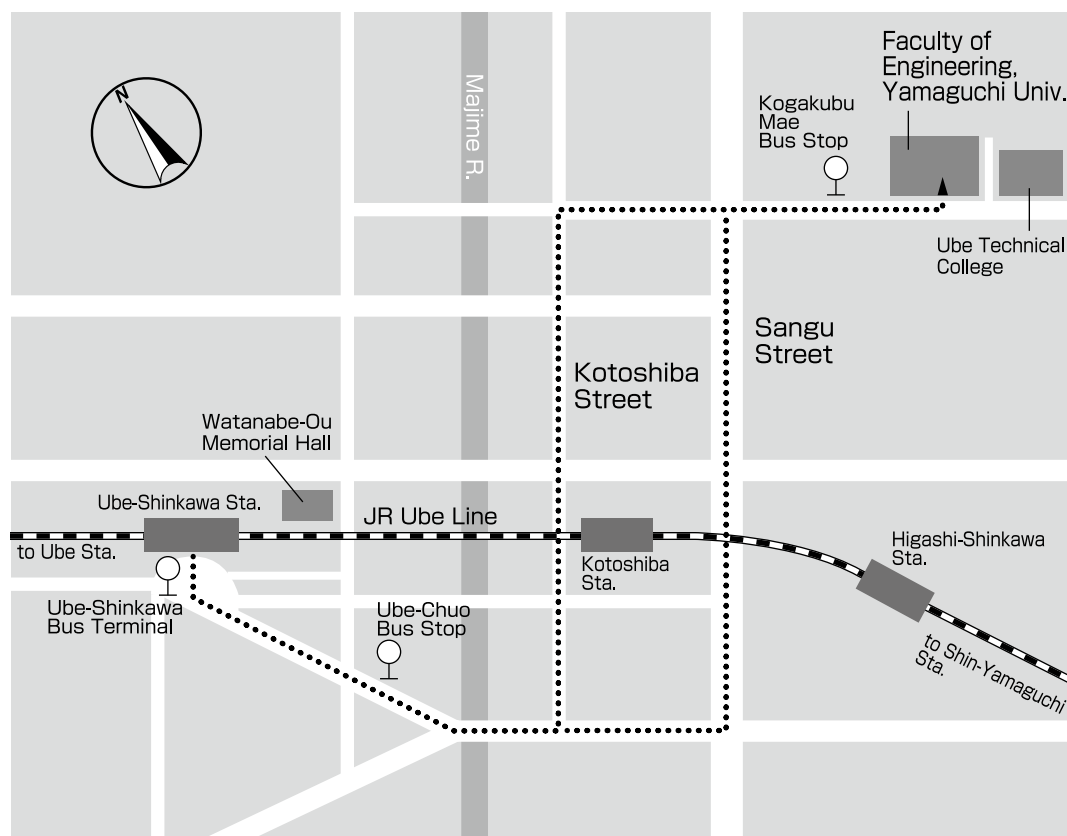 N
Majime R.
Faculty of
Engineering,
Yamaguchi Univ.
Kogakubu
Mae
Bus Stop
Ube Technical
College
Sangu
Street
Kotoshiba
Street
Watanabe-Ou
Memorial Hall
Ube-Shinkawa Sta.
JR Ube Line
to Ube Sta.
Kotoshiba
Sta.
Higashi-Shinkawa
Sta.
Ube-Shinkawa
Bus Terminal
Ube-Chuo
Bus Stop
to Shin-Yamaguchi
Sta.